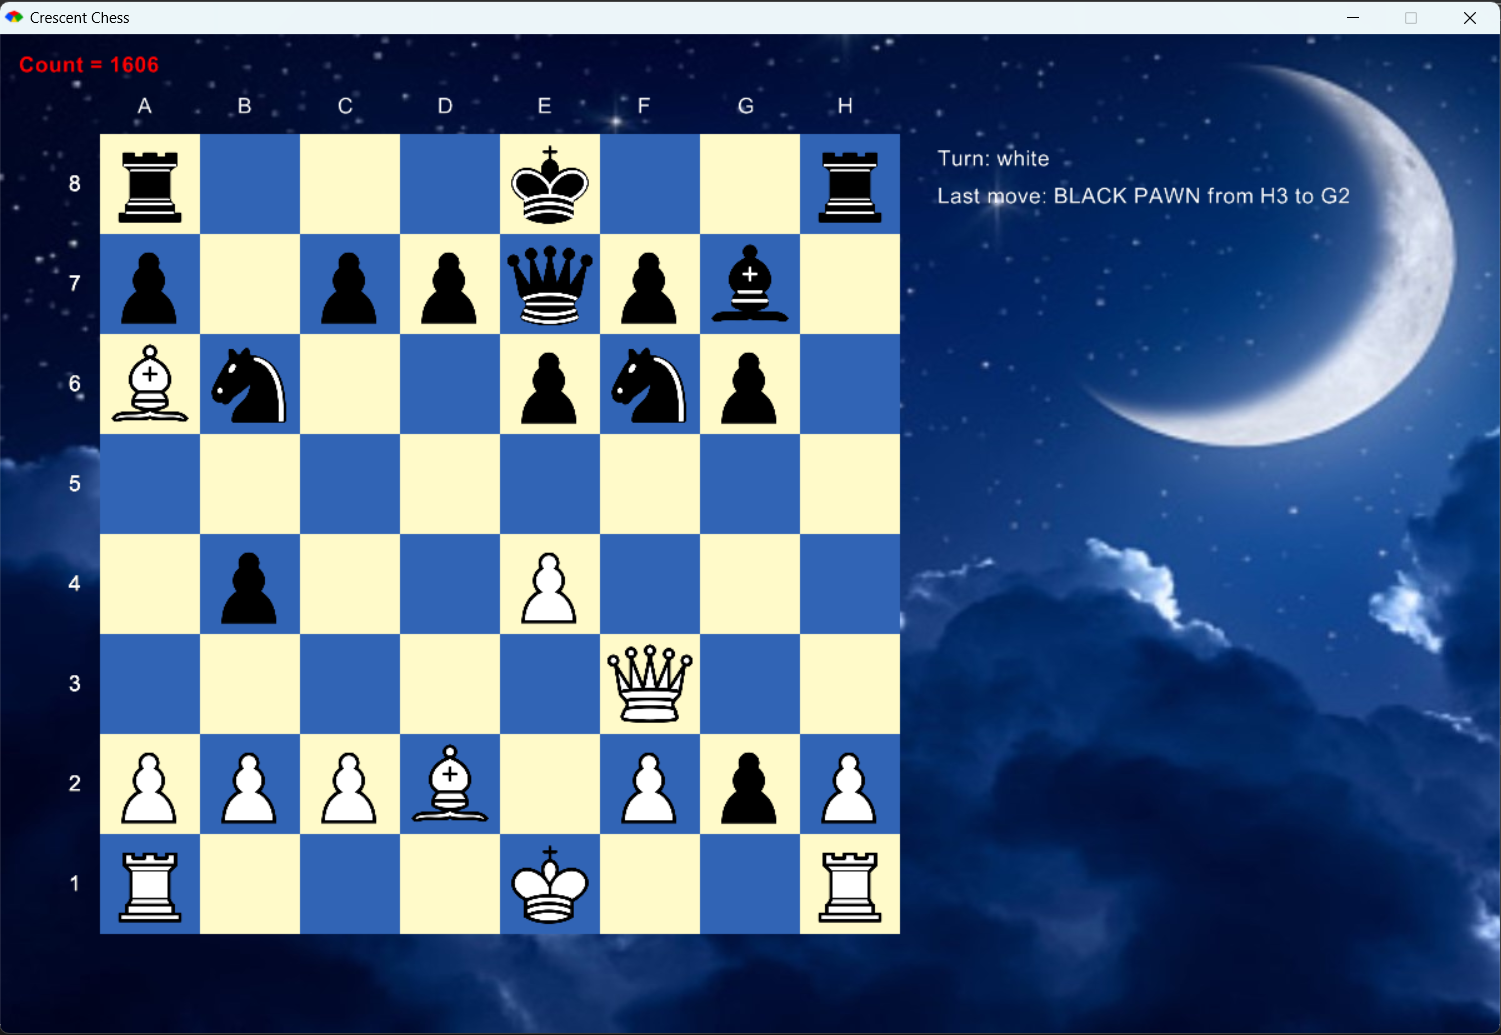 Crescent Chess
Count = 1606
A B C D E F G H
Turn: white
Last move: BLACK PAWN from H3 to G2
8
7
6
5
4
3
2
1